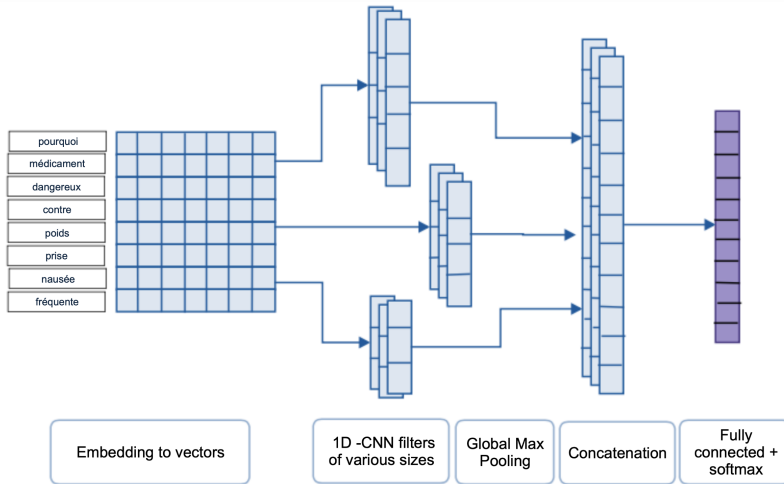 pourquoi
médicament
dangereux
contre
poids
prise
nausée
fréquente
Embedding to vectors
1D -CNN filters
of various sizes
Global Max
Pooling
Concatenation
Fully
connected +
softmax